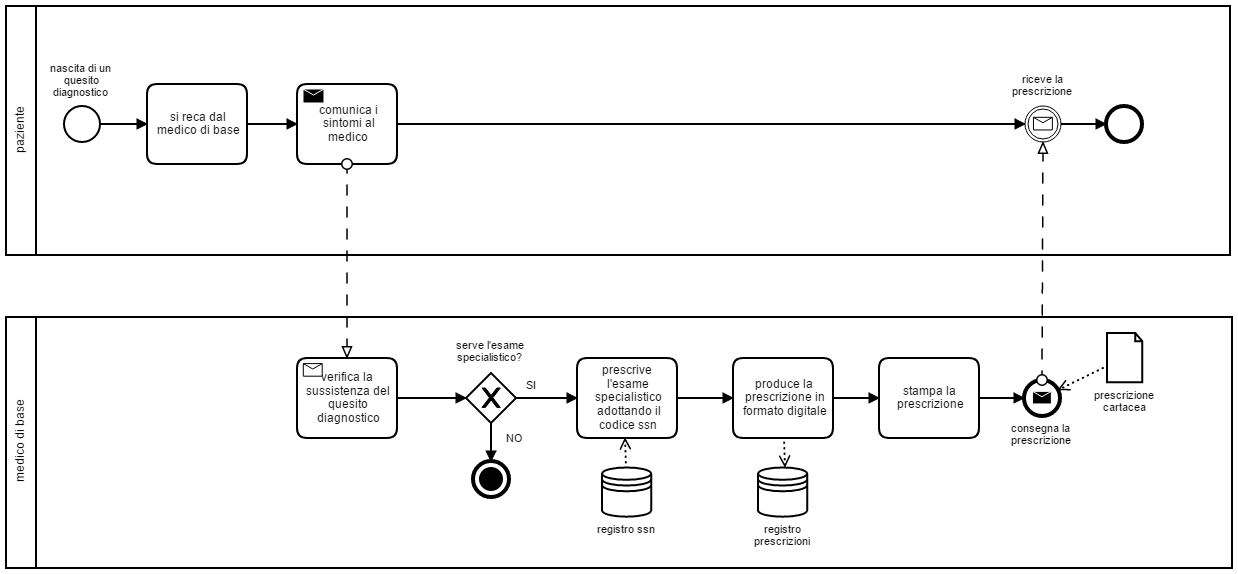 paziente
nascita di un
quesito
diagnostico
si reca dal
medico di base
comunica i
sintomi al
medico
riceve la
prescrizione
medico di base
verifica la
sussistenza del
quesito
diagnostico
serve l'esame
specialistico?
SI
NO
prescrive
l'esame
specialistico
adottando il
codice ssn
registro ssn
produce la
prescrizione in
formato digitale
registro
prescrizioni
stampa la
prescrizione
consegna la
prescrizione
prescrizione
cartacea